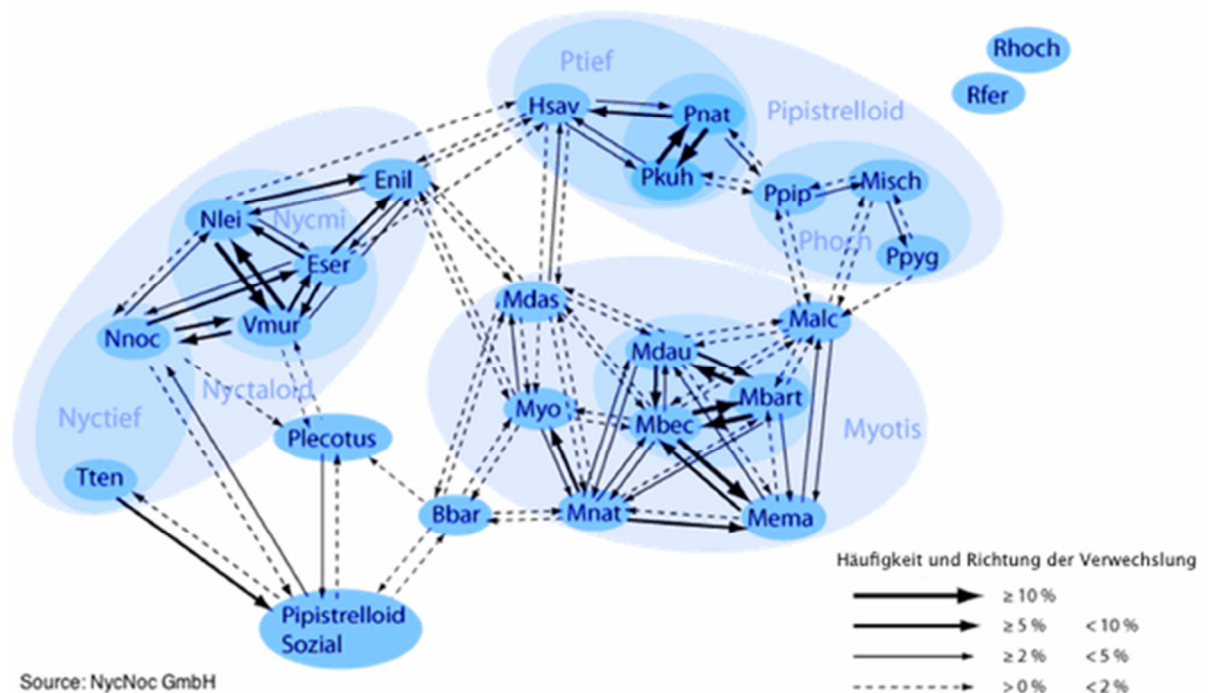 Rhoch
Ptief
Rfer
Hsav
Pnat
Pipistrelloid
Enil
Pkuh
Ppip
Misch
Nlei
Nycmi
Phoch
Ppyg
Eser
Mdas
Vmur
Malc
Nnoc
Mdau
Nyctaloid
Mbart
Nyctief
Myo
Mbec
Myotis
Plecotus
Tten
Bbar
Mnat
Mema
Häufigkeit und Richtung der Verwechslung
≥ 10 %
Pipistrelloid
Sozial
≥ 5 % < 10 %
≥ 2 % < 5 %
> 0 % < 2 %
Source: NycNoc GmbH